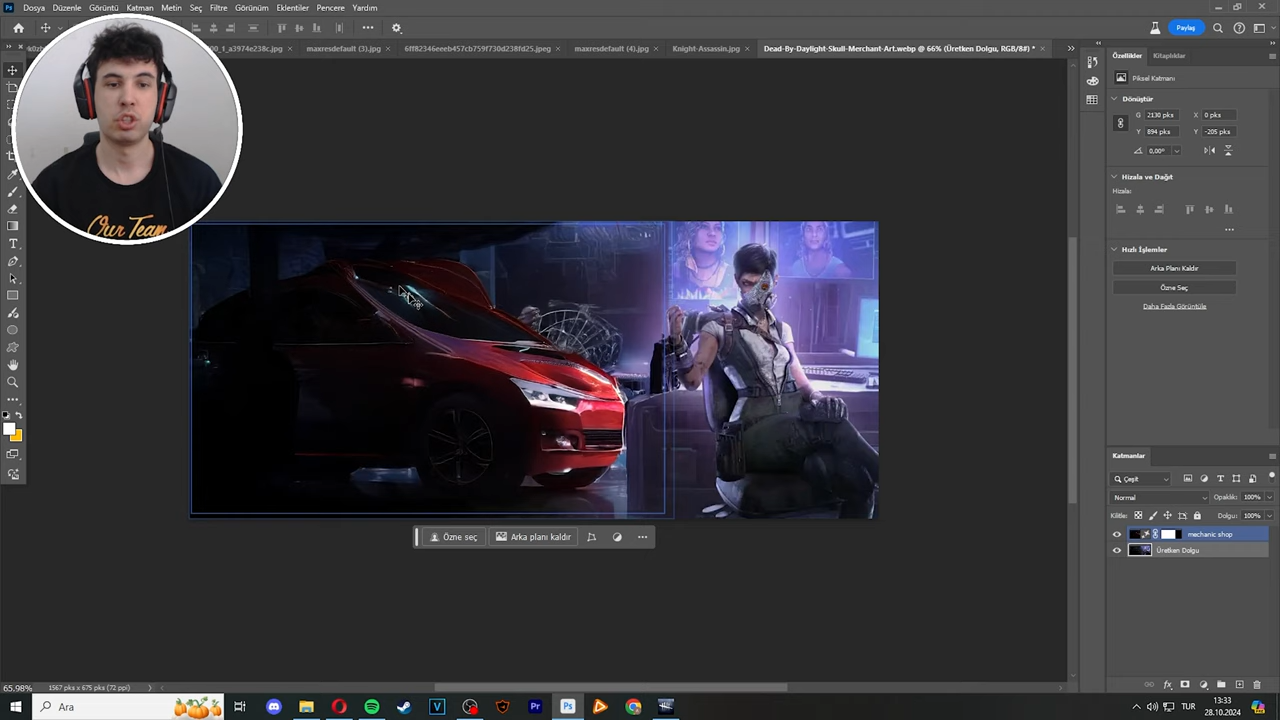 Dosya Düzenle Görüntü Katman Metin Seç Filtre Görünüm Eklentiler Pencere Yardım
Paylaş
00_1_a3974e238c.jpg × maxresdefault (3).jpg × 6ff82346eeeb457cb759f730d238fd25.jpeg × maxresdefault (4).jpg × Knight-Assassin.jpg × Dead-By-Daylight-Skull-Merchant-Art.webp @ 66% (Üretken Dolgu, RGB/8#) * ×
Özellikler Kitaplıklar
Piksel Katmanı
Dönüştür
G 2130 pks X 0 pks
Y 894 pks Y -205 pks
0,00°
Hizala ve Dağıt
Hizala:
Hızlı İşlemler
Arka Planı Kaldır
Özne Seç
Daha Fazla Görüntüle
Our Team
Özne seç Arka planı kaldır
Katmanlar
Çeşit
Normal Opaklık: 100%
Kilitle: Dolgu: 100%
mechanic shop
Üretken Dolgu
65.98% 1567 pks x 675 pks (72 ppi)
Ara
TUR
13:33
28.10.2024